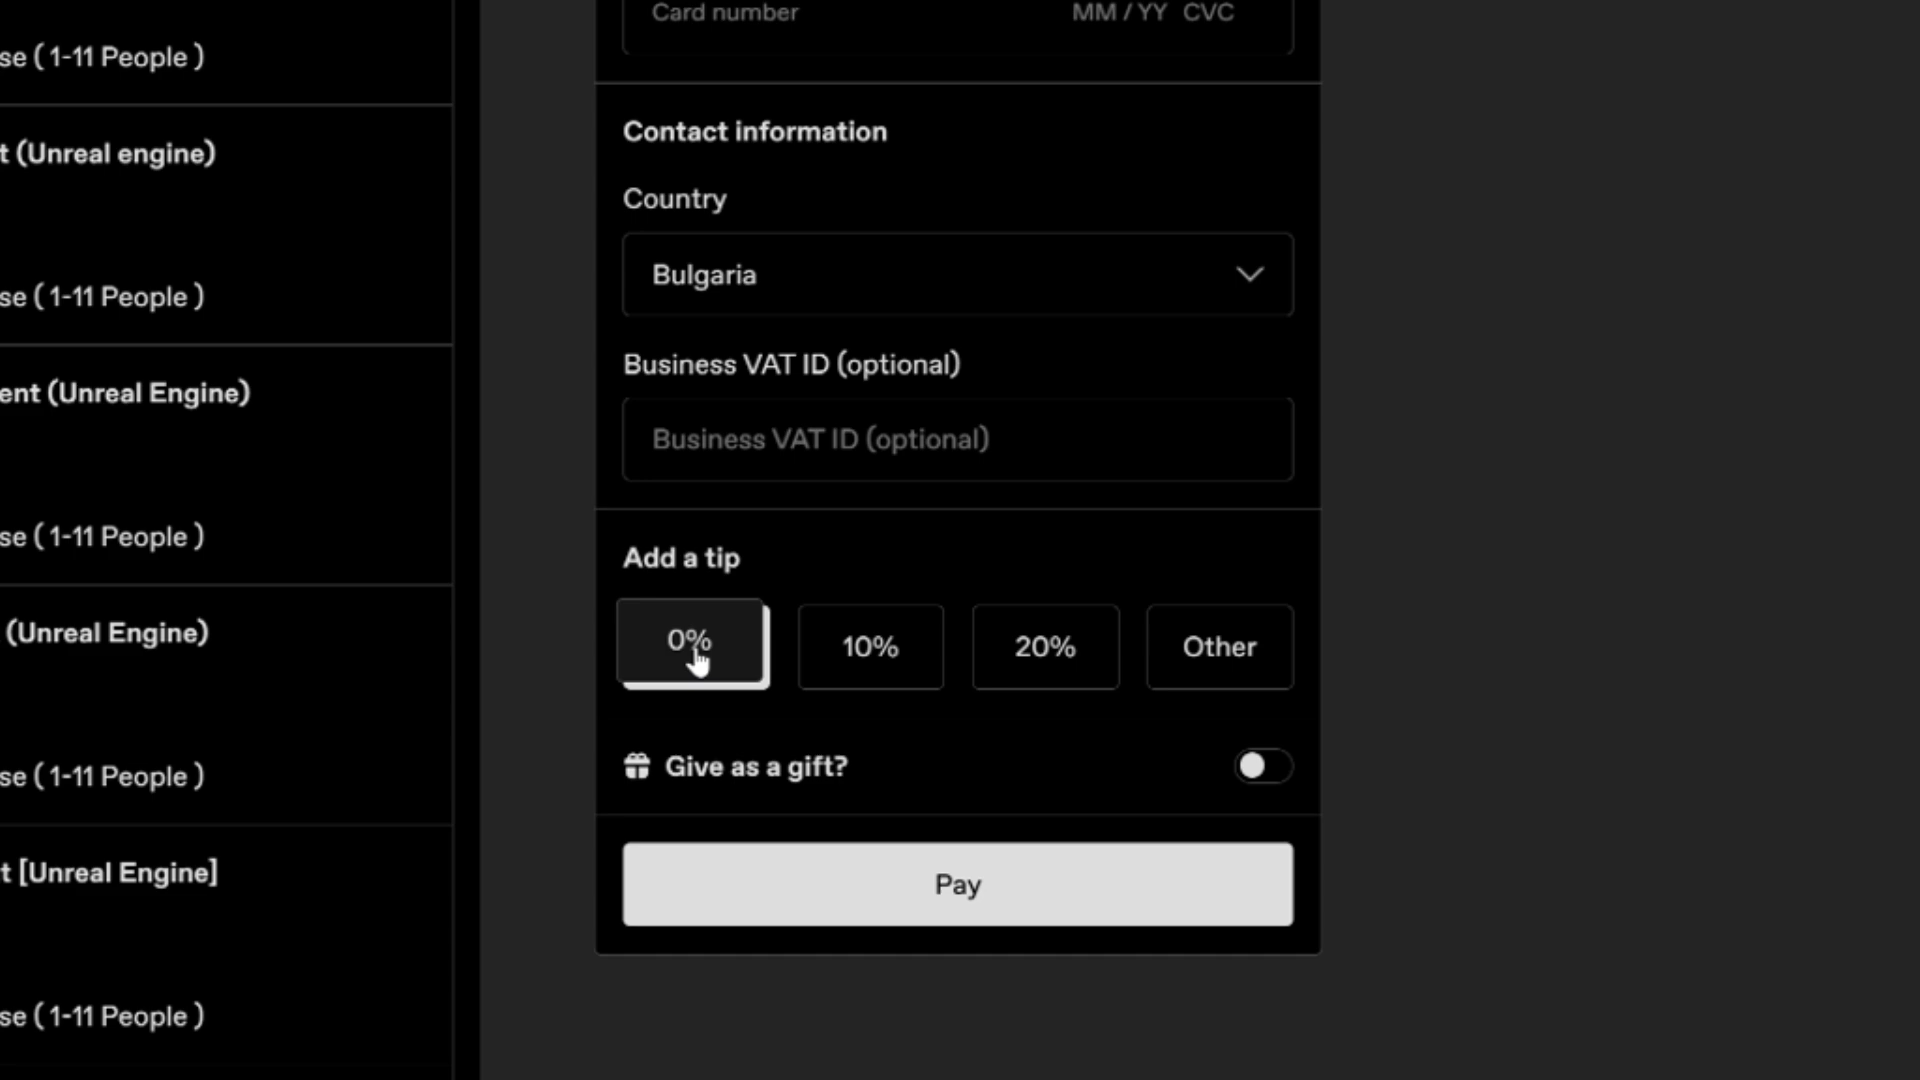 se ( 1-11 People )
t (Unreal engine)
se ( 1-11 People )
ent (Unreal Engine)
se ( 1-11 People )
(Unreal Engine)
se ( 1-11 People )
t [Unreal Engine]
se ( 1-11 People )
Card number MM / YY CVC
Contact information
Country
Bulgaria
Business VAT ID (optional)
Business VAT ID (optional)
Add a tip
0% 10% 20% Other
Give as a gift?
Pay